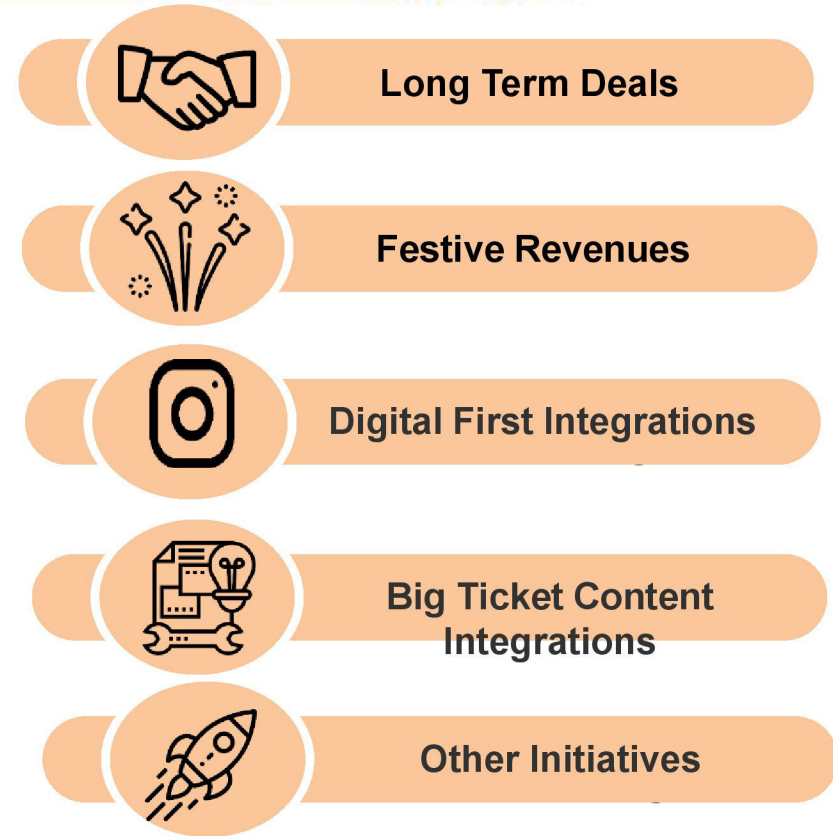 Long Term Deals
Festive Revenues
Digital First Integrations
Big Ticket Content
Integrations
Other Initiatives